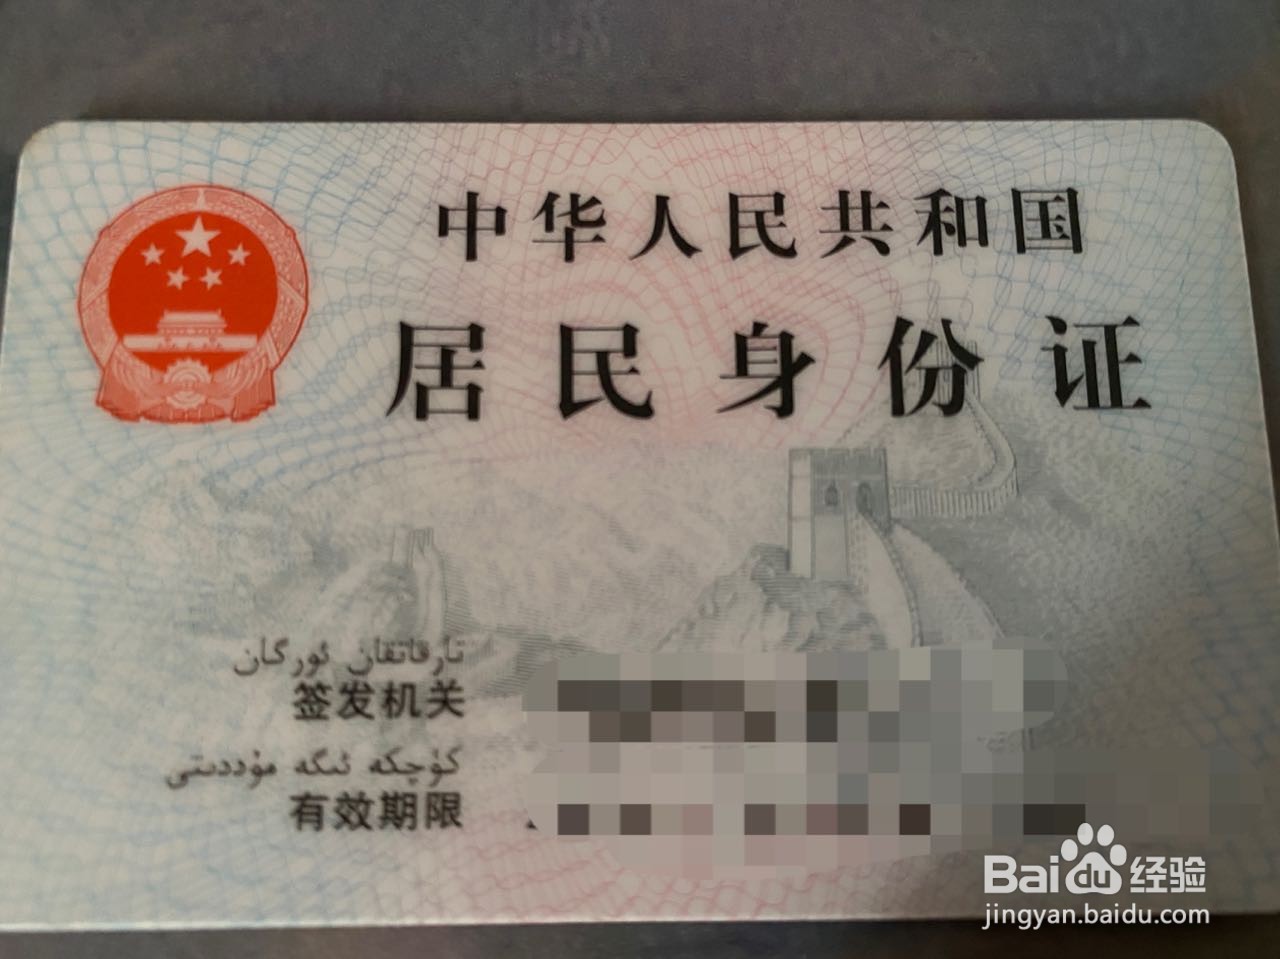 中华人民共和国
居民身份证
تارقاتقان ئورگان
签发机关
كۈچكە ئىگە مۇددىتى
有效期限
Baidu经验
jingyan.baidu.com